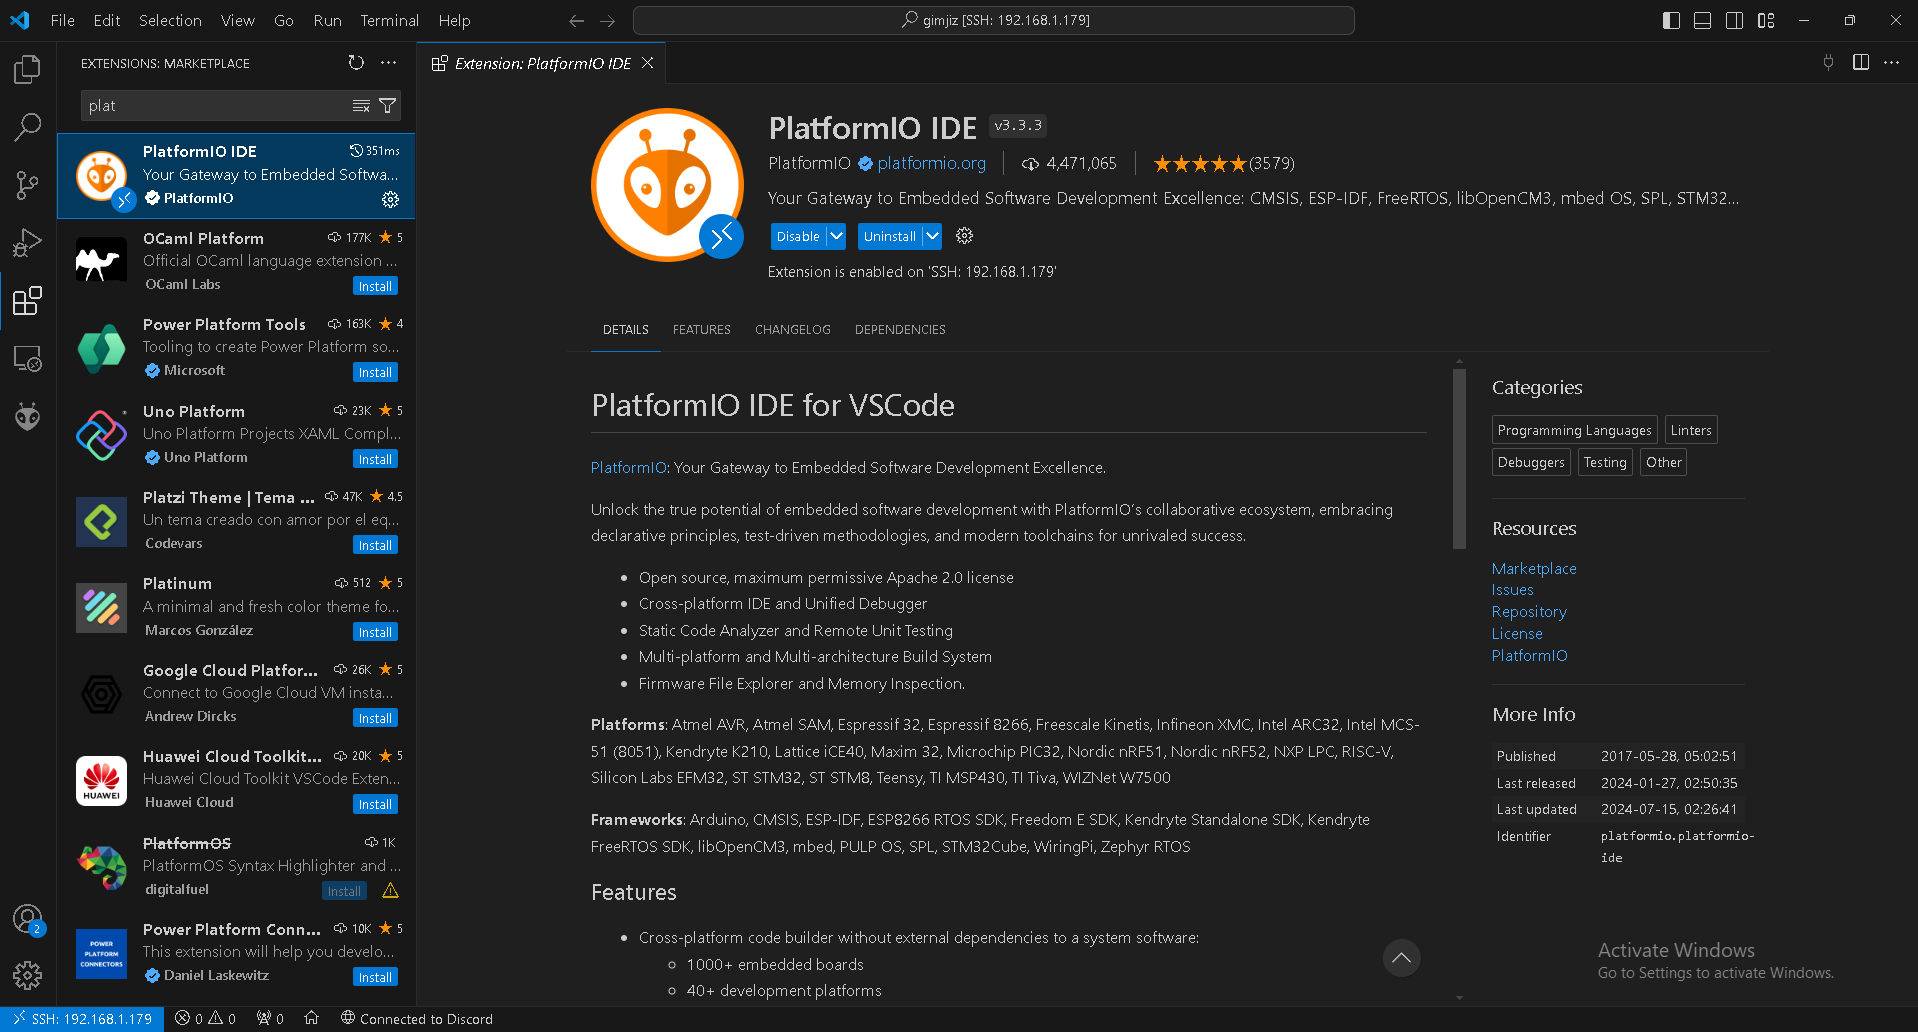 File Edit Selection View Go Run Terminal Help
gimjiz [SSH: 192.168.1.179]
EXTENSIONS: MARKETPLACE
plat
PlatformIO IDE 351ms
Your Gateway to Embedded Softwa...
PlatformIO
OCaml Platform 177K 5
Official OCaml language extension ...
OCaml Labs Install
Power Platform Tools 163K 4
Tooling to create Power Platform so...
Microsoft Install
Uno Platform 23K 5
Uno Platform Projects XAML Compl...
Uno Platform Install
Platzi Theme | Tema ... 47K 4.5
Un tema creado con amor por el eq...
Codevars Install
Platinum 512 5
A minimal and fresh color theme fo...
Marcos González Install
Google Cloud Platfor... 26K 5
Connect to Google Cloud VM insta...
Andrew Dircks Install
Huawei Cloud Toolkit... 20K 5
Huawei Cloud Toolkit VSCode Exten...
HUAWEI
Huawei Cloud Install
PlatformOS 1K
PlatformOS Syntax Highlighter and ...
digitalfuel Install
Power Platform Conn... 10K 5
This extension will help you develo...
POWER
PLATFORM
CONNECTORS
Daniel Laskewitz Install
2
Extension: PlatformIO IDE
PlatformIO IDE v3.3.3
PlatformIO platformio.org 4,471,065 (3579)
Your Gateway to Embedded Software Development Excellence: CMSIS, ESP-IDF, FreeRTOS, libOpenCM3, mbed OS, SPL, STM32...
Disable Uninstall
Extension is enabled on 'SSH: 192.168.1.179'
DETAILS FEATURES CHANGELOG DEPENDENCIES
PlatformIO IDE for VSCode
PlatformIO: Your Gateway to Embedded Software Development Excellence.
Unlock the true potential of embedded software development with PlatformIO's collaborative ecosystem, embracing
declarative principles, test-driven methodologies, and modern toolchains for unrivaled success.
• Open source, maximum permissive Apache 2.0 license
• Cross-platform IDE and Unified Debugger
• Static Code Analyzer and Remote Unit Testing
• Multi-platform and Multi-architecture Build System
• Firmware File Explorer and Memory Inspection.
Platforms: Atmel AVR, Atmel SAM, Espressif 32, Espressif 8266, Freescale Kinetis, Infineon XMC, Intel ARC32, Intel MCS-
51 (8051), Kendryte K210, Lattice iCE40, Maxim 32, Microchip PIC32, Nordic nRF51, Nordic nRF52, NXP LPC, RISC-V,
Silicon Labs EFM32, ST STM32, ST STM8, Teensy, TI MSP430, TI Tiva, WIZNet W7500
Frameworks: Arduino, CMSIS, ESP-IDF, ESP8266 RTOS SDK, Freedom E SDK, Kendryte Standalone SDK, Kendryte
FreeRTOS SDK, libOpenCM3, mbed, PULP OS, SPL, STM32Cube, WiringPi, Zephyr RTOS
Features
• Cross-platform code builder without external dependencies to a system software:
◦ 1000+ embedded boards
◦ 40+ development platforms
Categories
Programming Languages Linters
Debuggers Testing Other
Resources
Marketplace
Issues
Repository
License
PlatformIO
More Info
Published 2017-05-28, 05:02:51
Last released 2024-01-27, 02:50:35
Last updated 2024-07-15, 02:26:41
Identifier platformio.platformio-
ide
Activate Windows
Go to Settings to activate Windows.
SSH: 192.168.1.179 0 0 0 Connected to Discord